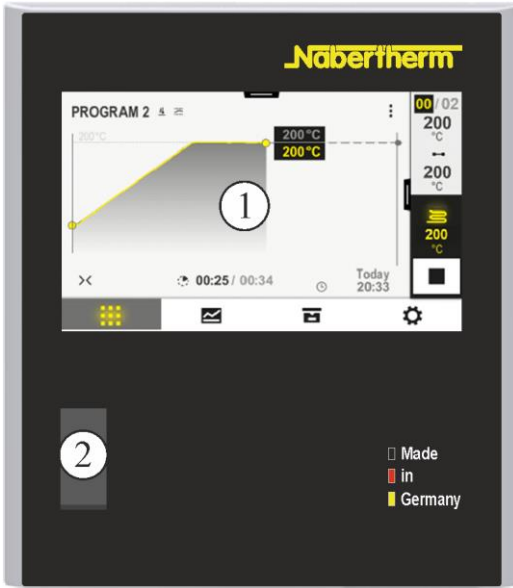 Nabertherm
PROGRAM 2
00/02
200°C
200°C
200°C
200
°C
200
°C
200
°C
1
00:25 / 00:34
Today
20:33
2
Made
in
Germany